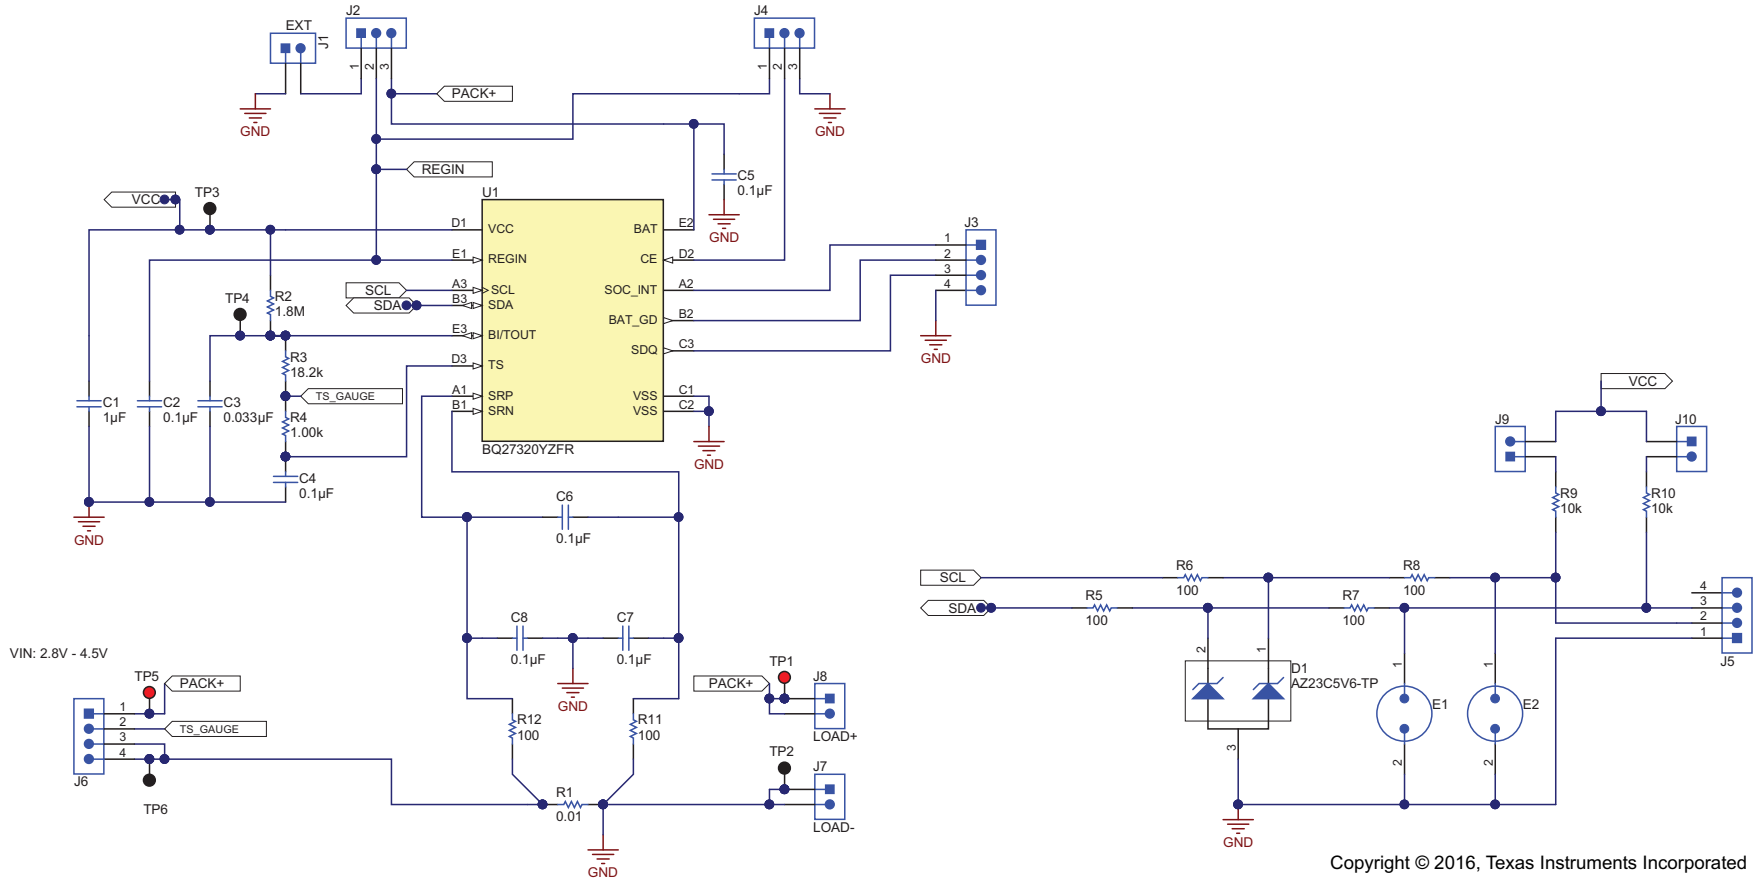 EXT
J1
J2
1
2
3
PACK+
GND
J4
1
2
3
GND
REGIN
C5
0.1µF
GND
VCC
TP3
U1
D1
VCC
BAT
E2
E1
REGIN
CE
D2
SCL
A3
SCL
SOC_INT
A2
SDA
B3
SDA
BAT_GD
B2
E3
BI/TOUT
SDQ
C3
D3
TS
A1
SRP
VSS
C1
B1
SRN
VSS
C2
BQ27320YZFR
GND
J3
1
2
3
4
GND
TP4
R2
1.8M
R3
18.2k
TS_GAUGE
R4
1.00k
C1
1µF
C2
0.1µF
C3
0.033µF
C4
0.1µF
GND
C6
0.1µF
C8
0.1µF
C7
0.1µF
GND
R12
100
R11
100
R1
0.01
GND
VIN: 2.8V - 4.5V
TP5
PACK+
1
2
TS_GAUGE
3
4
J6
TP6
PACK+
TP1
J8
LOAD+
TP2
J7
LOAD-
VCC
J9
J10
R9
10k
R10
10k
SCL
R6
100
R8
100
SDA
R5
100
R7
100
4
3
2
1
J5
2
1
D1
AZ23C5V6-TP
3
1
E1
2
1
E2
2
GND
Copyright © 2016, Texas Instruments Incorporated